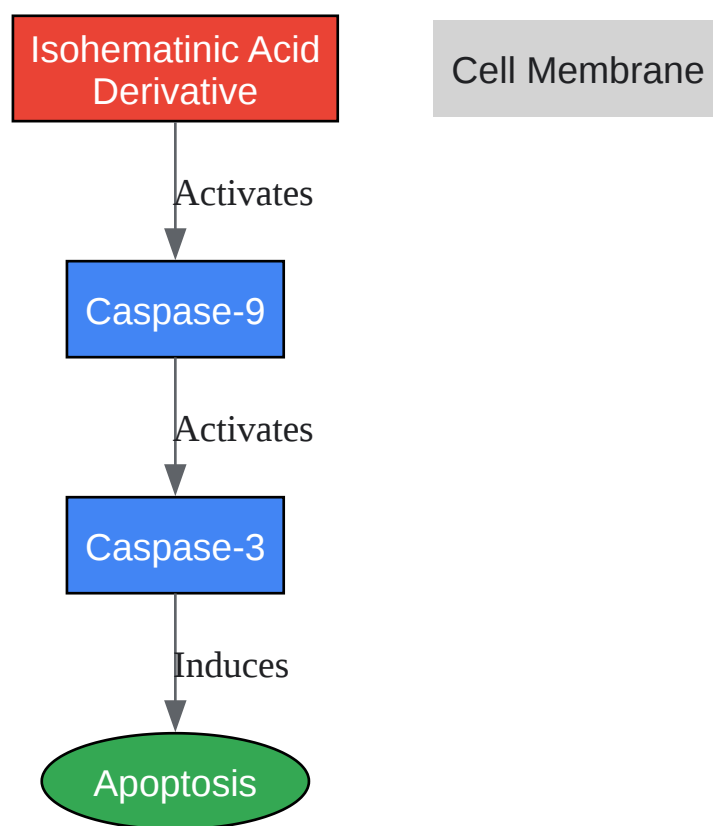 Isohematinic Acid
Derivative
Cell Membrane
Activates
Caspase-9
Activates
Caspase-3
Induces
Apoptosis